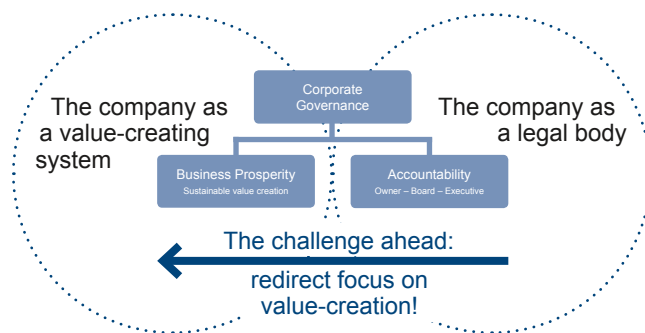 Corporate
Governance
The company as
a value-creating
system
The company as
a legal body
Business Prosperity
Sustainable value creation
Accountability
Owner – Board – Executive
The challenge ahead:
redirect focus on
value-creation!